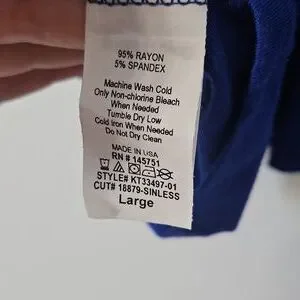 95% RAYON
5% SPANDEX
Machine Wash Cold
Only Non-chlorine Bleach
When Needed
Tumble Dry Low
Cold Iron When Needed
Do Not Dry Clean
MADE IN USA
RN # 145751
STYLE# KT33497-01
CUT# 18879-SINLESS
Large